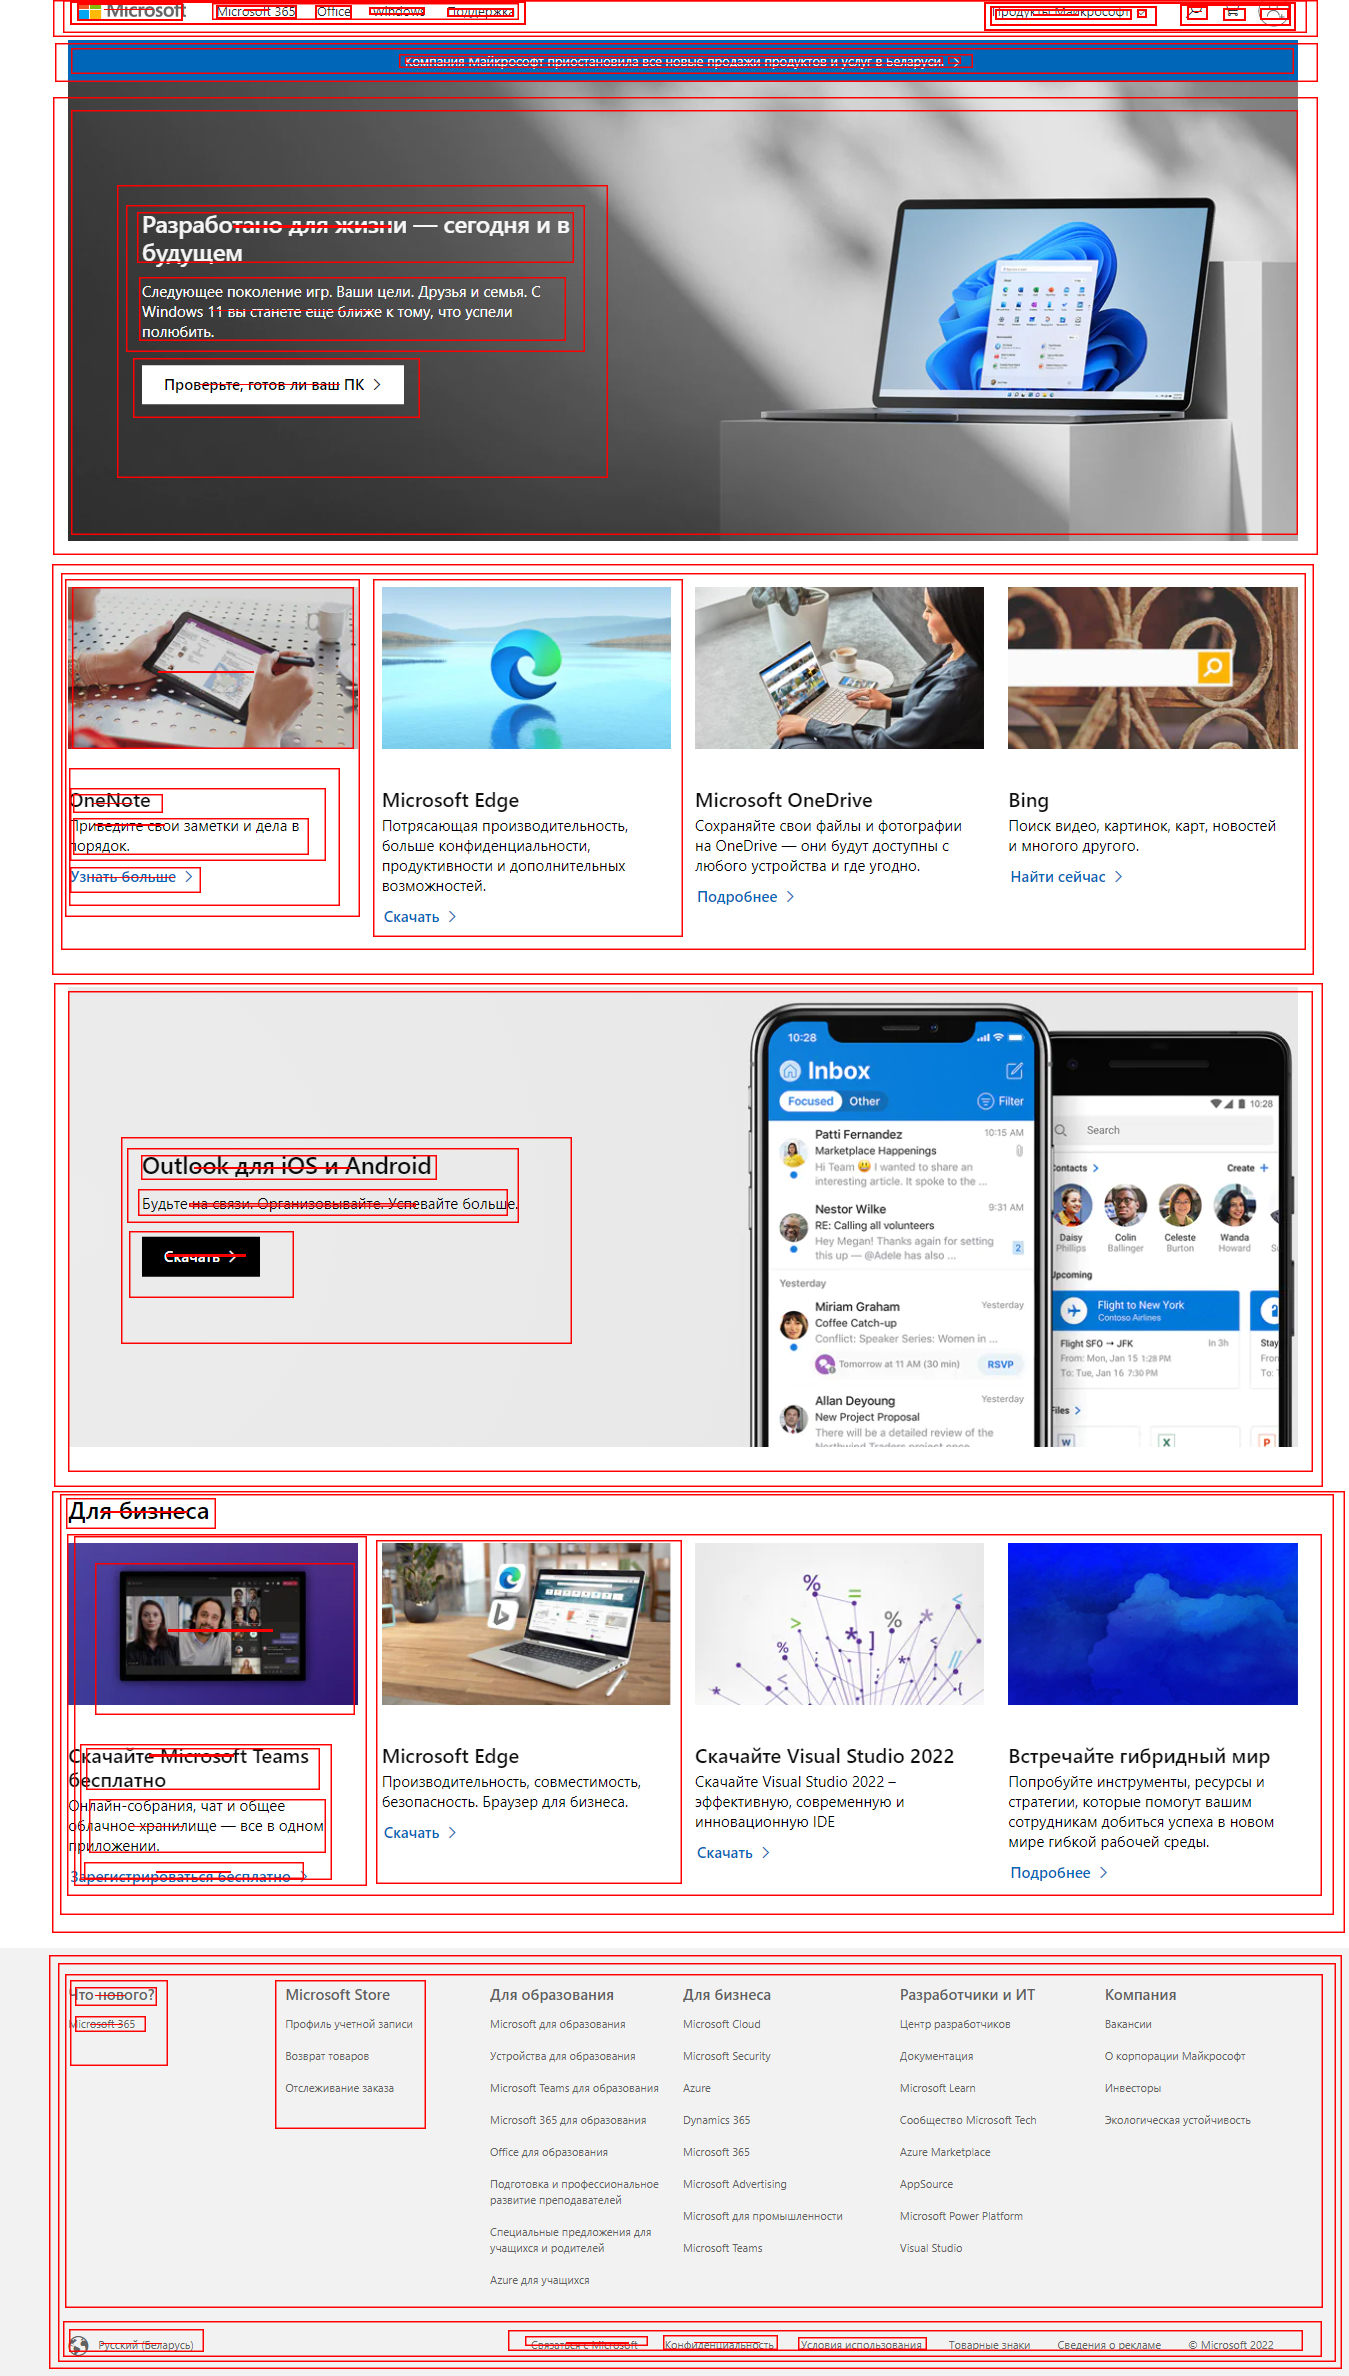 Microsoft
Microsoft 365
Office
Windows
Поддержка
Продукты Майкрософт
Компания Майкрософт приостановила все новые продажи продуктов и услуг в Беларуси.
Разработано для жизни — сегодня и в
будущем
Следующее поколение игр. Ваши цели. Друзья и семья. С
Windows 11 вы станете еще ближе к тому, что успели
полюбить.
Проверьте, готов ли ваш ПК
OneNote
Приведите свои заметки и дела в
порядок.
Узнать больше
Microsoft Edge
Потрясающая производительность,
больше конфиденциальности,
продуктивности и дополнительных
возможностей.
Скачать
Microsoft OneDrive
Сохраняйте свои файлы и фотографии
на OneDrive — они будут доступны с
любого устройства и где угодно.
Подробнее
Bing
Поиск видео, картинок, карт, новостей
и многого другого.
Найти сейчас
Outlook для iOS и Android
Будьте на связи. Организовывайте. Успевайте больше.
Скачать
10:28
Inbox
Focused
Other
Filter
Patti Fernandez
10:15 AM
Marketplace Happenings
Hi Team 😃 I wanted to share an
interesting article. It spoke to the ...
Nestor Wilke
9:31 AM
RE: Calling all volunteers
Hey Megan! Thanks again for setting
this up — @Adele has also ...
2
Yesterday
Miriam Graham
Yesterday
Coffee Catch-up
Conflict: Speaker Series: Women in ...
Tomorrow at 11 AM (30 min)
RSVP
Allan Deyoung
Yesterday
New Project Proposal
There will be a detailed review of the
Northwind Traders project once
10:28
Search
Contacts
Create
Daisy
Phillips
Colin
Ballinger
Celeste
Burton
Wanda
Howard
Upcoming
Flight to New York
Contoso Airlines
Flight SFO → JFK
In 3h
From: Mon, Jan 15 1:28 PM
To: Tue, Jan 16 7:30 PM
Stay
From
To:
Files
W
X
P
Для бизнеса
Скачайте Microsoft Teams
бесплатно
Онлайн-собрания, чат и общее
облачное хранилище — все в одном
приложении.
Зарегистрироваться бесплатно
Microsoft Edge
Производительность, совместимость,
безопасность. Браузер для бизнеса.
Скачать
Скачайте Visual Studio 2022
Скачайте Visual Studio 2022 –
эффективную, современную и
инновационную IDE
Скачать
Встречайте гибридный мир
Попробуйте инструменты, ресурсы и
стратегии, которые помогут вашим
сотрудникам добиться успеха в новом
мире гибкой рабочей среды.
Подробнее
Что нового?
Microsoft 365
Microsoft Store
Профиль учетной записи
Возврат товаров
Отслеживание заказа
Для образования
Microsoft для образования
Устройства для образования
Microsoft Teams для образования
Microsoft 365 для образования
Office для образования
Подготовка и профессиональное
развитие преподавателей
Специальные предложения для
учащихся и родителей
Azure для учащихся
Для бизнеса
Microsoft Cloud
Microsoft Security
Azure
Dynamics 365
Microsoft 365
Microsoft Advertising
Microsoft для промышленности
Microsoft Teams
Разработчики и ИТ
Центр разработчиков
Документация
Microsoft Learn
Сообщество Microsoft Tech
Azure Marketplace
AppSource
Microsoft Power Platform
Visual Studio
Компания
Вакансии
О корпорации Майкрософт
Инвесторы
Экологическая устойчивость
Русский (Беларусь)
Связаться с Microsoft
Конфиденциальность
Условия использования
Товарные знаки
Сведения о рекламе
© Microsoft 2022